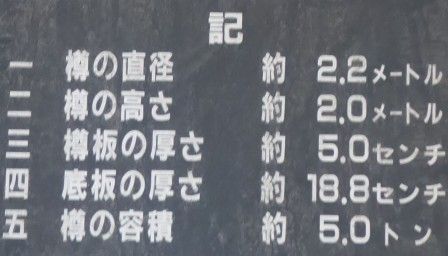 記
一 樽の直径 約 2.2メートル
二 樽の高さ 約 2.0メートル
三 樽板の厚さ 約 5.0センチ
四 底板の厚さ 約 18.8センチ
五 樽の容積 約 5.0トン